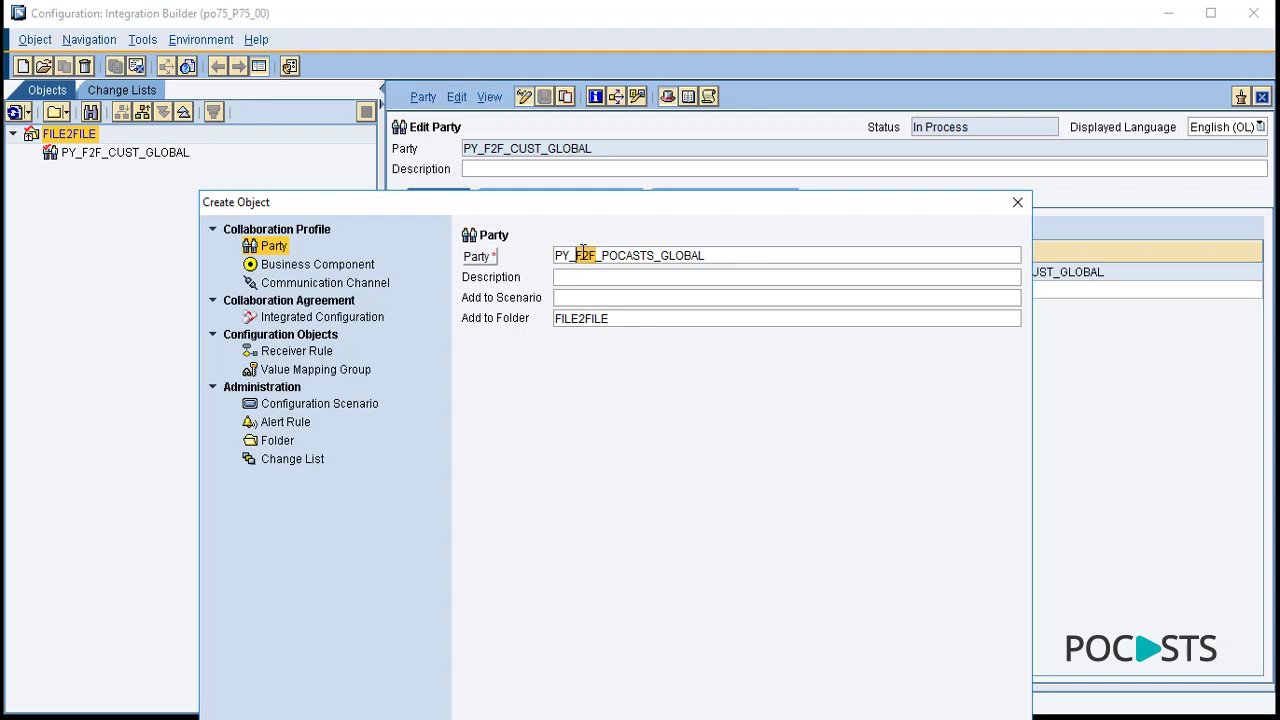 Configuration: Integration Builder (po75_P75_00)
Object Navigation Tools Environment Help
Objects Change Lists
FILE2FILE
PY_F2F_CUST_GLOBAL
Party Edit View
Edit Party Status In Process Displayed Language English (OL)
Party PY_F2F_CUST_GLOBAL
Description
UST_GLOBAL
Create Object
Collaboration Profile
Party
Business Component
Communication Channel
Collaboration Agreement
Integrated Configuration
Configuration Objects
Receiver Rule
Value Mapping Group
Administration
Configuration Scenario
Alert Rule
Folder
Change List
Party
Party * PY_F2F_POCASTS_GLOBAL
Description
Add to Scenario
Add to Folder FILE2FILE
POC STS